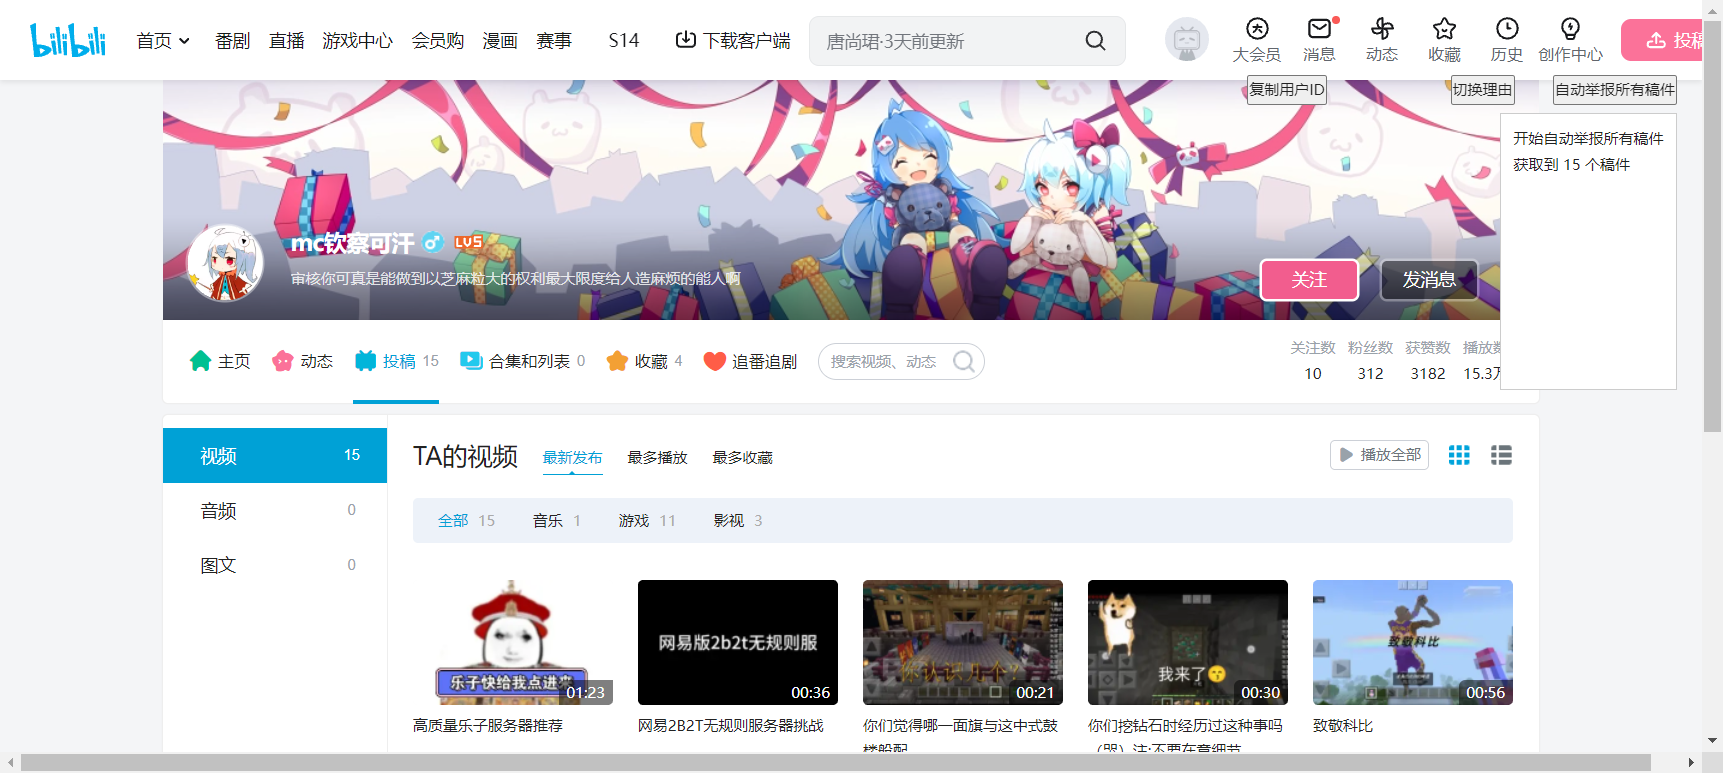 bilibili
首页 番剧 直播 游戏中心 会员购 漫画 赛事 S14 下载客户端
唐尚珺·3天前更新
大会员 消息 动态 收藏 历史 创作中心 投稿
复制用户ID 切换理由 自动举报所有稿件
开始自动举报所有稿件
获取到 15 个稿件
mc钦察可汗 LV5
审核你可真是能做到以芝麻粒大的权利最大限度给人造麻烦的能人啊
关注 发消息
主页 动态 投稿 15 合集和列表 0 收藏 4 追番追剧
搜索视频、动态
关注数 粉丝数 获赞数 播放数
10 312 3182 15.3万
视频 15
音频 0
图文 0
TA的视频 最新发布 最多播放 最多收藏
播放全部
全部 15 音乐 1 游戏 11 影视 3
乐子快给我点进来
01:23
网易版2b2t无规则服
00:36
你认识几个?
00:21
我来了
00:30
致敬科比
00:56
高质量乐子服务器推荐
网易2B2T无规则服务器挑战
你们觉得哪一面旗与这中式鼓
楼般配
你们挖钻石时经历过这种事吗
（哭）注:不要在意细节
致敬科比